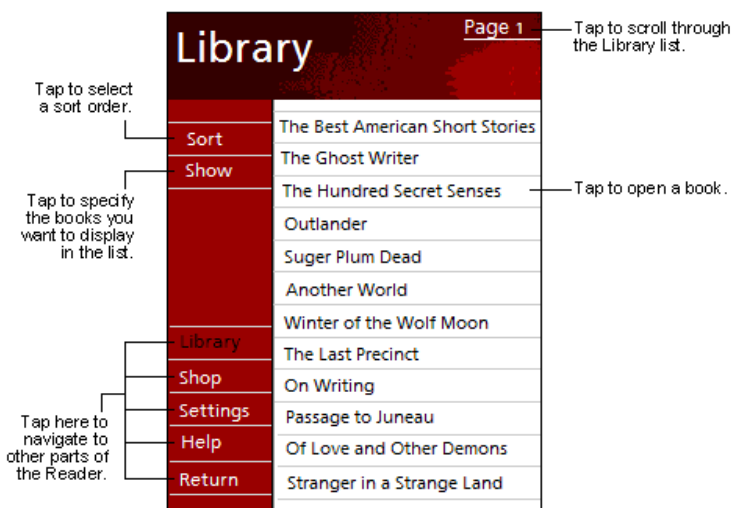 Library
Page 1
Tap to scroll through
the Library list.
Tap to select
a sort order.
Sort
Show
Tap to specify
the books you
want to display
in the list.
The Best American Short Stories
The Ghost Writer
The Hundred Secret Senses
Tap to open a book.
Outlander
Suger Plum Dead
Another World
Winter of the Wolf Moon
The Last Precinct
On Writing
Passage to Juneau
Of Love and Other Demons
Stranger in a Strange Land
Library
Shop
Settings
Help
Return
Tap here to
navigate to
other parts of
the Reader.